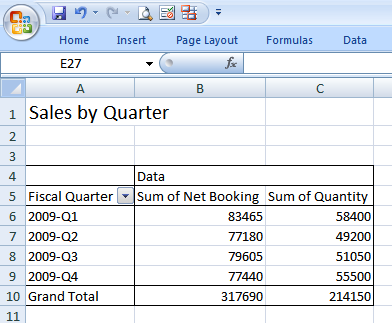 Home Insert Page Layout Formulas Data
E27 fx
A B C
1 Sales by Quarter
2
3
4 Data
5 Fiscal Quarter Sum of Net Booking Sum of Quantity
6 2009-Q1 83465 58400
7 2009-Q2 77180 49200
8 2009-Q3 79605 51050
9 2009-Q4 77440 55500
10 Grand Total 317690 214150
11